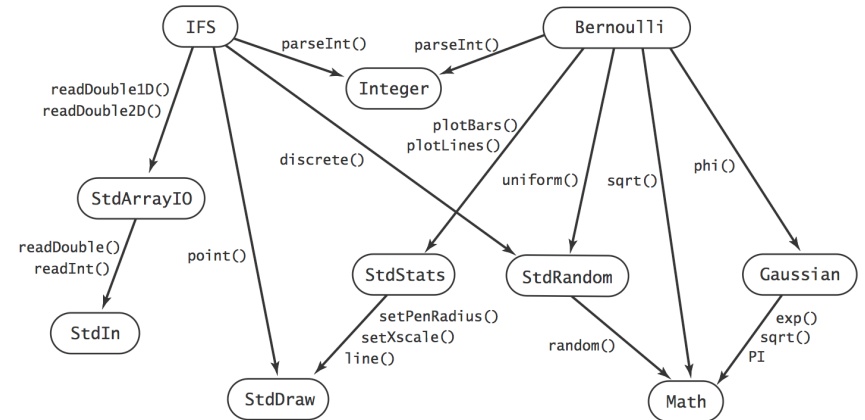 IFS
Bernoulli
parseInt()
parseInt()
Integer
readDouble1D()
readDouble2D()
plotBars()
plotLines()
discrete()
uniform()
sqrt()
phi()
StdArrayIO
readDouble()
readInt()
point()
StdStats
StdRandom
Gaussian
setPenRadius()
setXscale()
line()
exp()
sqrt()
PI
StdIn
random()
StdDraw
Math